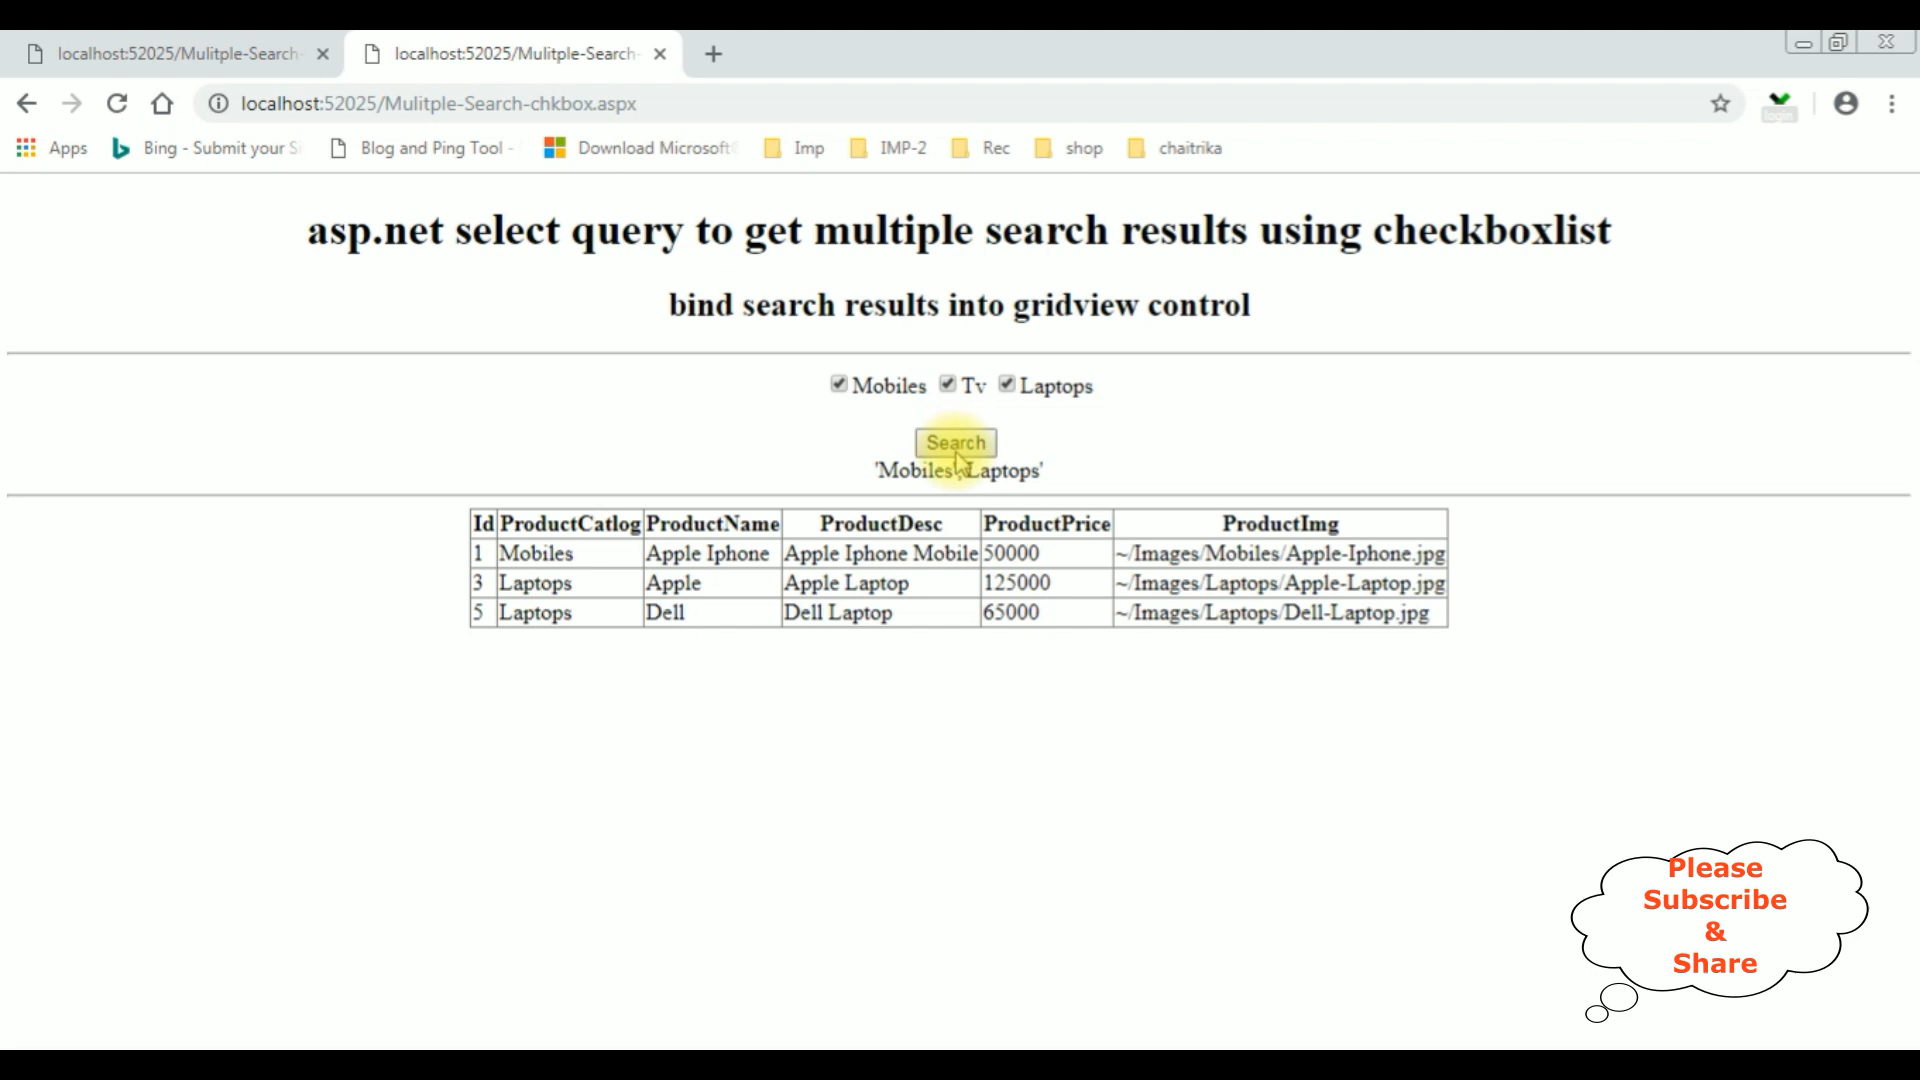 localhost:52025/Mulitple-Search- localhost:52025/Mulitple-Search-
localhost:52025/Mulitple-Search-chkbox.aspx
login
Apps Bing - Submit your Si Blog and Ping Tool - Download Microsoft Imp IMP-2 Rec shop chaitrika
asp.net select query to get multiple search results using checkboxlist
bind search results into gridview control
Mobiles Tv Laptops
Search
'Mobiles','Laptops'
Id ProductCatlog ProductName ProductDesc ProductPrice ProductImg
1 Mobiles Apple Iphone Apple Iphone Mobile 50000 ~/Images/Mobiles/Apple-Iphone.jpg
3 Laptops Apple Apple Laptop 125000 ~/Images/Laptops/Apple-Laptop.jpg
5 Laptops Dell Dell Laptop 65000 ~/Images/Laptops/Dell-Laptop.jpg
Please
Subscribe
&
Share